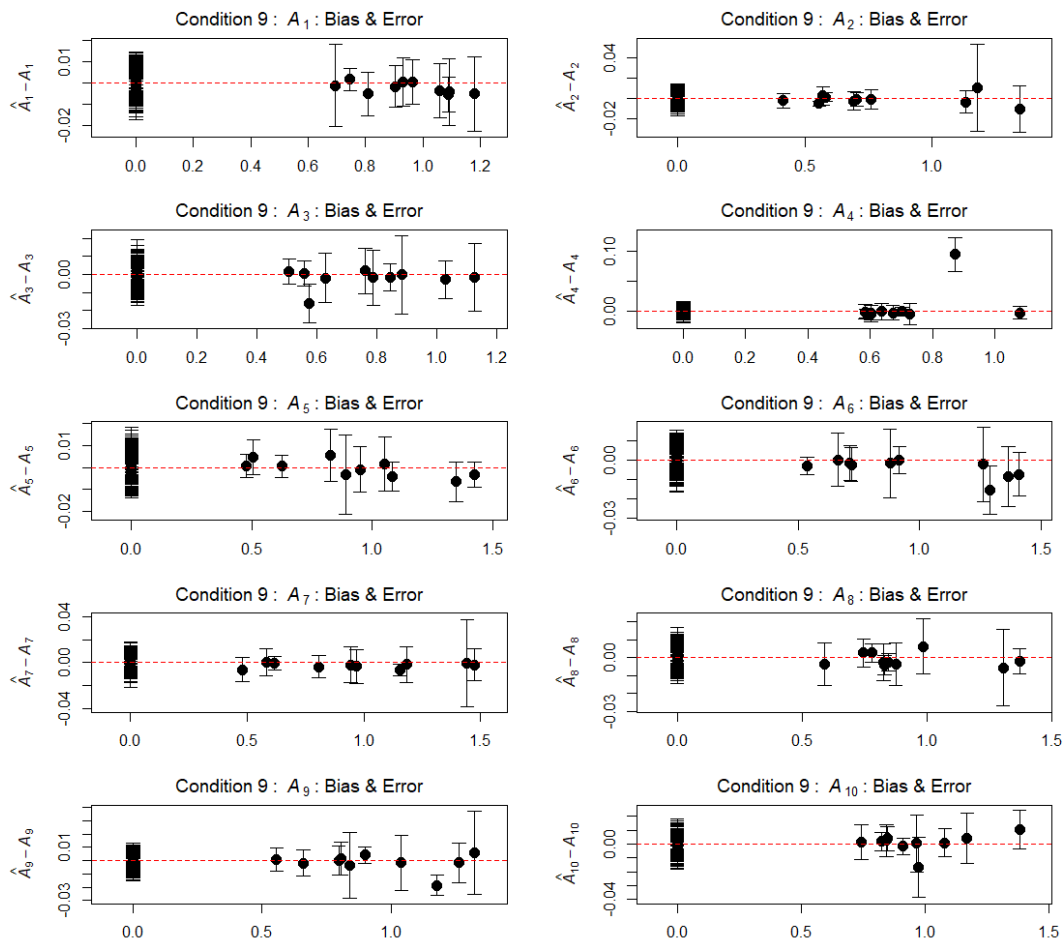 Condition 9 : A1 : Bias & Error
Â1 − A1
0.01
-0.02
0.0 0.2 0.4 0.6 0.8 1.0 1.2
Condition 9 : A2 : Bias & Error
Â2 − A2
0.04
-0.02
0.0 0.5 1.0
Condition 9 : A3 : Bias & Error
Â3 − A3
0.00
-0.03
0.0 0.2 0.4 0.6 0.8 1.0 1.2
Condition 9 : A4 : Bias & Error
Â4 − A4
0.10
0.00
0.0 0.2 0.4 0.6 0.8 1.0
Condition 9 : A5 : Bias & Error
Â5 − A5
0.01
-0.02
0.0 0.5 1.0 1.5
Condition 9 : A6 : Bias & Error
Â6 − A6
0.00
-0.03
0.0 0.5 1.0 1.5
Condition 9 : A7 : Bias & Error
Â7 − A7
0.04
0.00
-0.04
0.0 0.5 1.0 1.5
Condition 9 : A8 : Bias & Error
Â8 − A8
0.00
-0.03
0.0 0.5 1.0 1.5
Condition 9 : A9 : Bias & Error
Â9 − A9
0.01
-0.03
0.0 0.5 1.0
Condition 9 : A10 : Bias & Error
Â10 − A10
0.00
-0.04
0.0 0.5 1.0 1.5